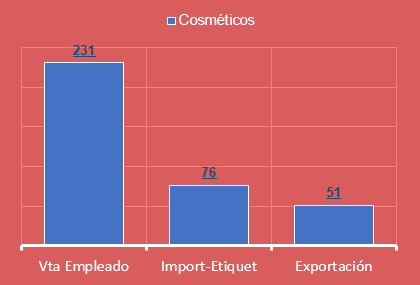 Cosméticos
231
76
51
Vta Empleado
Import-Etiquet
Exportación